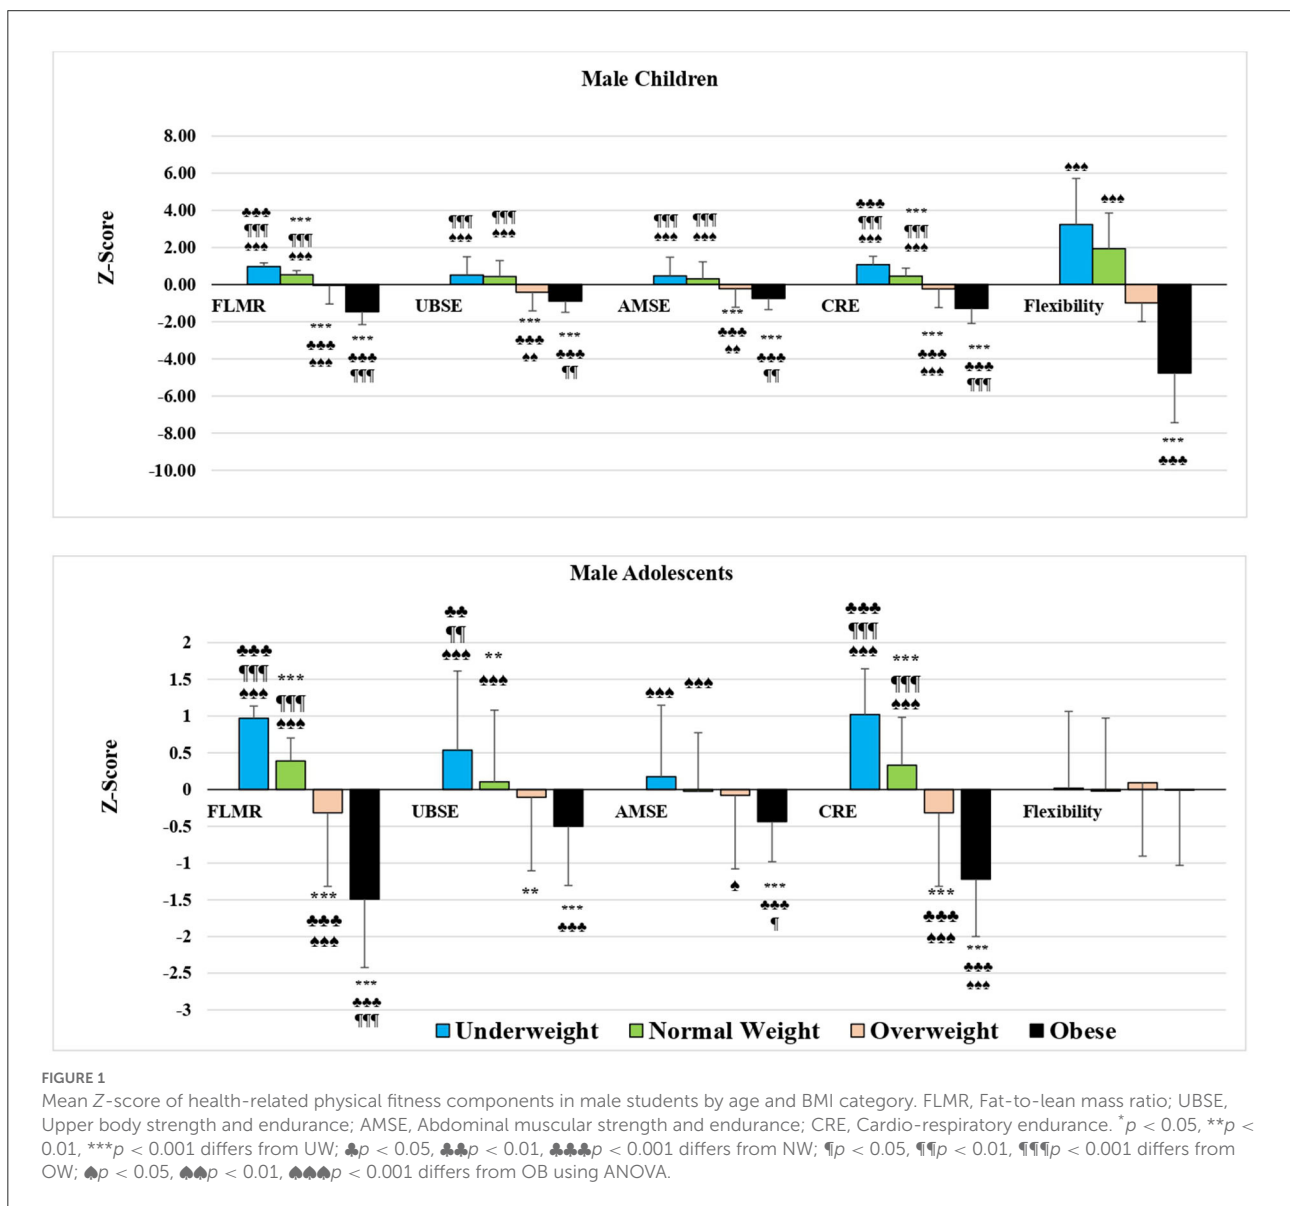 Male Children
8.00
6.00
4.00
2.00
0.00
-2.00
-4.00
-6.00
-8.00
-10.00
Z-Score
♣♣♣ ¶¶¶ ¶¶¶ ¶¶¶ ¶¶¶ ♣♣♣ *** ♠♠♠ ♠♠♠
¶¶¶ *** ♠♠♠ ♠♠♠ ♠♠♠ ♠♠♠ ¶¶¶ ¶¶¶
♠♠♠ ¶¶¶ ♠♠♠ ♠♠♠
♠♠♠
FLMR UBSE AMSE CRE Flexibility
*** *** *** *** *** *** *** *** ***
♣♣♣ ♣♣♣ ♣♣♣ ♣♣♣ ♣♣♣ ♣♣♣ ♣♣♣ ♣♣♣ ♣♣♣
♠♠♠ ¶¶¶ ♠♠ ¶¶ ♠♠ ¶¶ ♠♠♠ ¶¶¶
Male Adolescents
2
1.5
1
0.5
0
-0.5
-1
-1.5
-2
-2.5
-3
Z-Score
♣♣♣ *** ♣♣ ** ♠♠♠ ♠♠♠ ♣♣♣ ***
¶¶¶ ¶¶¶ ¶¶ ♠♠♠ ¶¶¶ ¶¶¶
♠♠♠ ♠♠♠ ♠♠♠ ♠♠♠ ♠♠♠
FLMR UBSE AMSE CRE Flexibility
*** *** ** *** ♠ *** *** ***
♣♣♣ ♣♣♣ ♣♣♣ ♣♣♣ ♣♣♣ ♣♣♣
♠♠♠ ¶¶¶ ¶ ♠♠♠ ♠♠♠
Underweight Normal Weight Overweight Obese
FIGURE 1
Mean Z-score of health-related physical fitness components in male students by age and BMI category. FLMR, Fat-to-lean mass ratio; UBSE,
Upper body strength and endurance; AMSE, Abdominal muscular strength and endurance; CRE, Cardio-respiratory endurance. *p < 0.05, **p <
0.01, ***p < 0.001 differs from UW; ♣p < 0.05, ♣♣p < 0.01, ♣♣♣p < 0.001 differs from NW; ¶p < 0.05, ¶¶p < 0.01, ¶¶¶p < 0.001 differs from
OW; ♠p < 0.05, ♠♠p < 0.01, ♠♠♠p < 0.001 differs from OB using ANOVA.